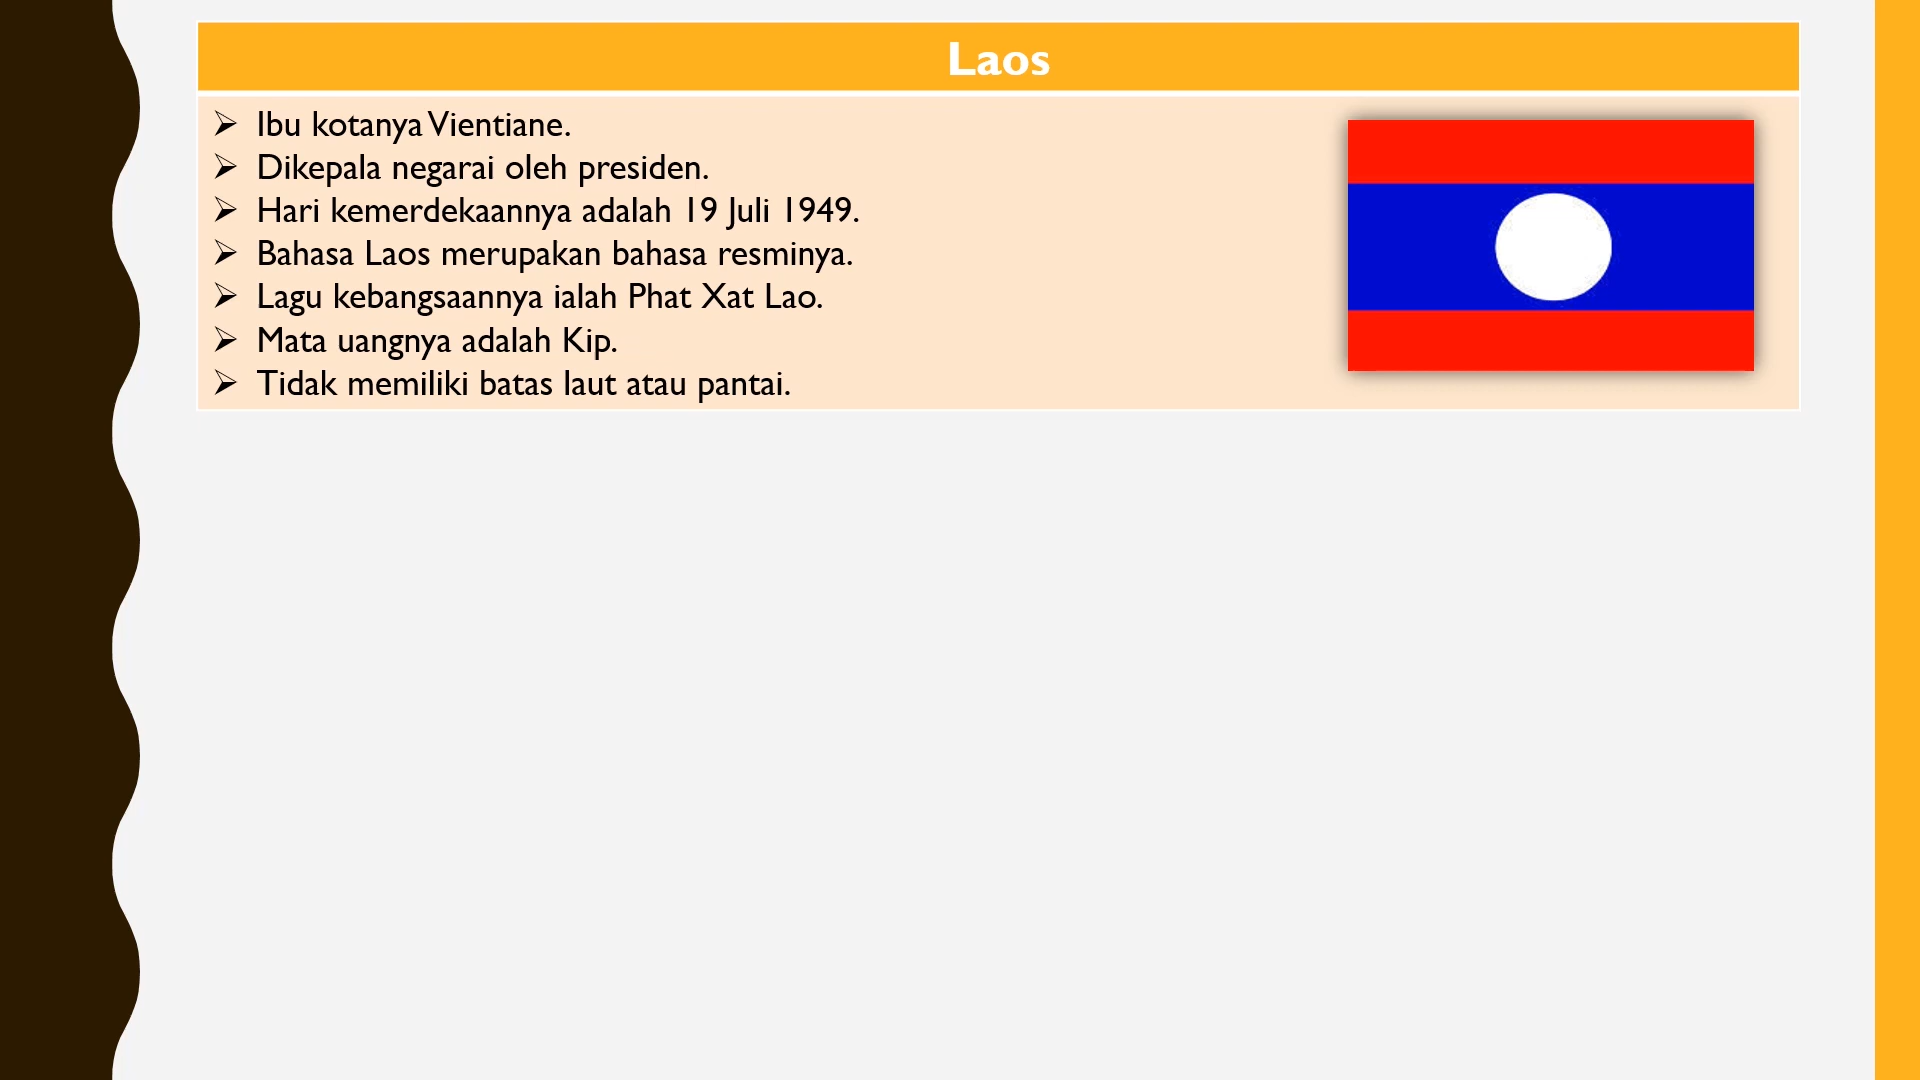 Laos
➢ Ibu kotanya Vientiane.
➢ Dikepala negarai oleh presiden.
➢ Hari kemerdekaannya adalah 19 Juli 1949.
➢ Bahasa Laos merupakan bahasa resminya.
➢ Lagu kebangsaannya ialah Phat Xat Lao.
➢ Mata uangnya adalah Kip.
➢ Tidak memiliki batas laut atau pantai.